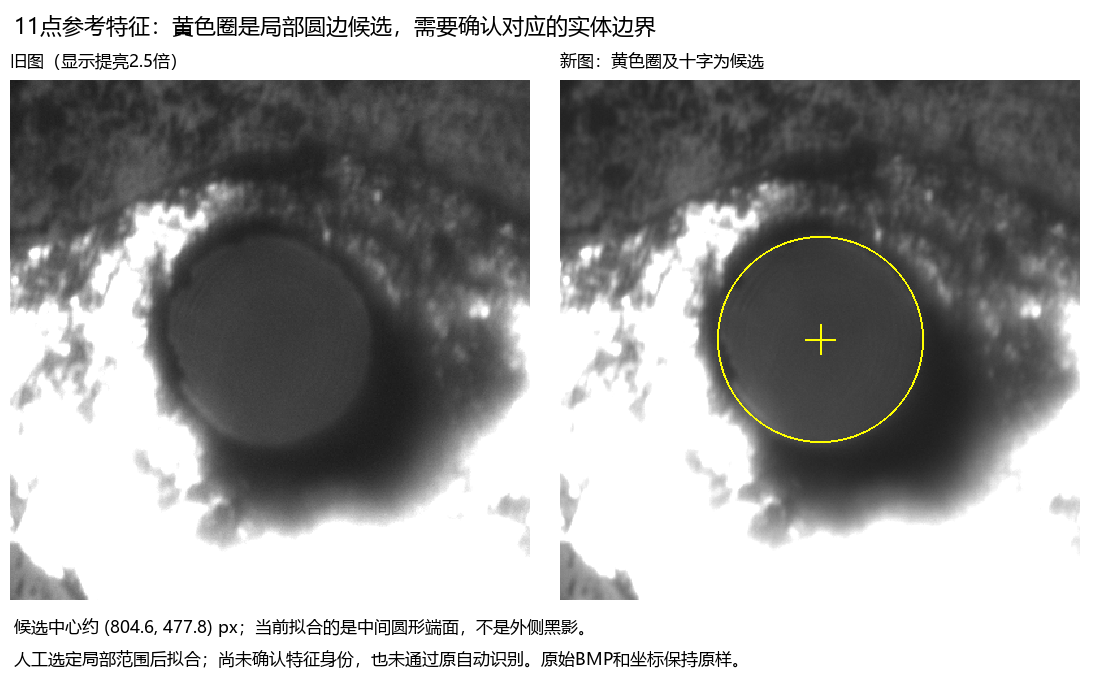 11点参考特征：黄色圈是局部圆边候选，需要确认对应的实体边界
旧图（显示提亮2.5倍）
新图：黄色圈及十字为候选
候选中心约 (804.6, 477.8) px；当前拟合的是中间圆形端面，不是外侧黑影。
人工选定局部范围后拟合；尚未确认特征身份，也未通过原自动识别。原始BMP和坐标保持原样。